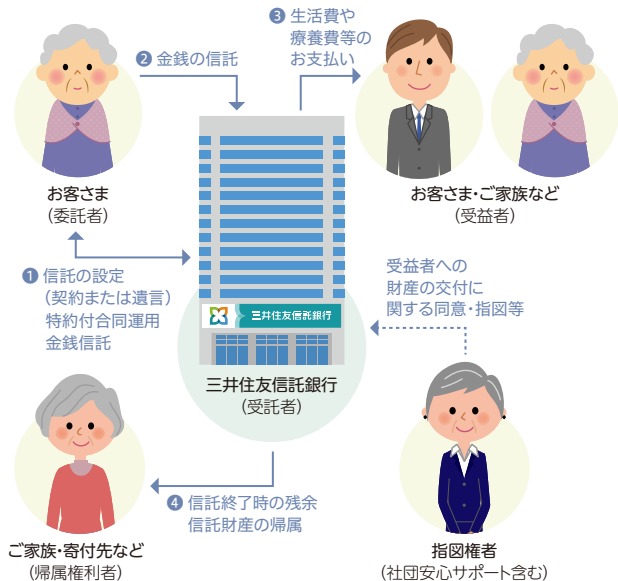 ❸ 生活費や
療養費等の
お支払い
❷ 金銭の信託
お客さま
（委託者）
お客さま・ご家族など
（受益者）
❶ 信託の設定
（契約または遺言）
特約付合同運用
金銭信託
受益者への
財産の交付に
関する同意・指図等
三井住友信託銀行
三井住友信託銀行
（受託者）
❹ 信託終了時の残余
信託財産の帰属
ご家族・寄付先など
（帰属権利者）
指図権者
（社団安心サポート含む）